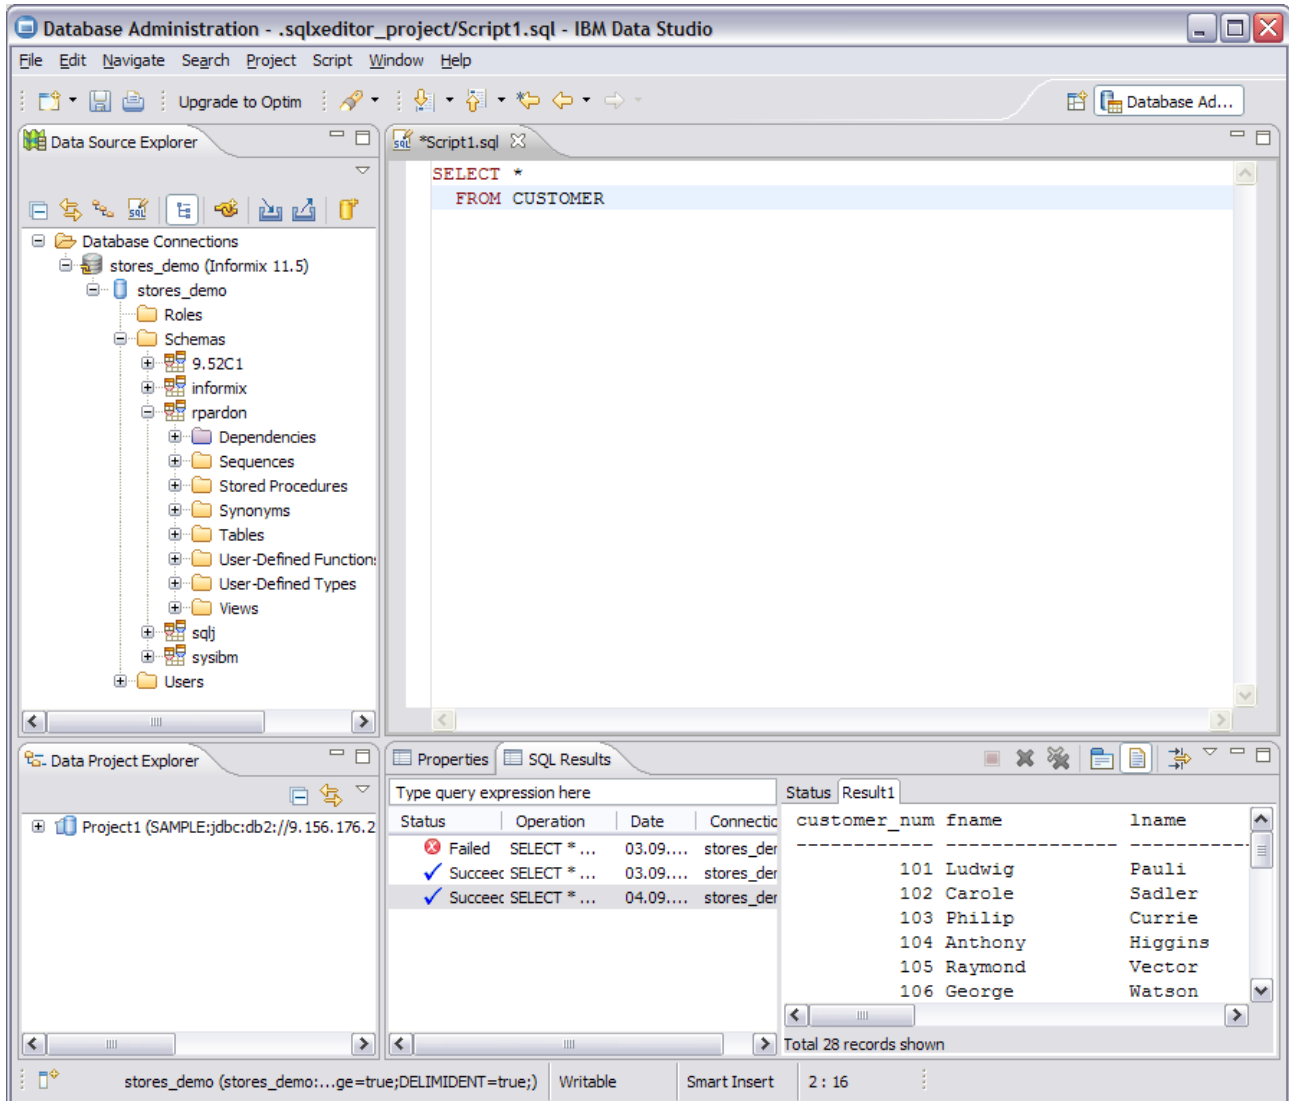 Database Administration - .sqlxeditor_project/Script1.sql - IBM Data Studio
File Edit Navigate Search Project Script Window Help
Upgrade to Optim
Database Ad...
Data Source Explorer
Database Connections
stores_demo (Informix 11.5)
stores_demo
Roles
Schemas
9.52C1
informix
rpardon
Dependencies
Sequences
Stored Procedures
Synonyms
Tables
User-Defined Functions
User-Defined Types
Views
sqlj
sysibm
Users
*Script1.sql
SELECT *
FROM CUSTOMER
Data Project Explorer
Project1 (SAMPLE:jdbc:db2://9.156.176.2
Properties SQL Results
Type query expression here
Status Operation Date Connectio
Failed SELECT * ... 03.09.... stores_der
Succeec SELECT * ... 03.09.... stores_der
Succeec SELECT * ... 04.09.... stores_der
Status Result1
customer_num fname lname
------------ --------------- -----------
101 Ludwig Pauli
102 Carole Sadler
103 Philip Currie
104 Anthony Higgins
105 Raymond Vector
106 George Watson
Total 28 records shown
stores_demo (stores_demo:...ge=true;DELIMIDENT=true;) Writable Smart Insert 2 : 16